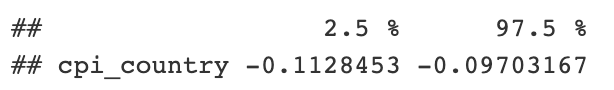 ##                  2.5 %      97.5 %
## cpi_country -0.1128453 -0.09703167